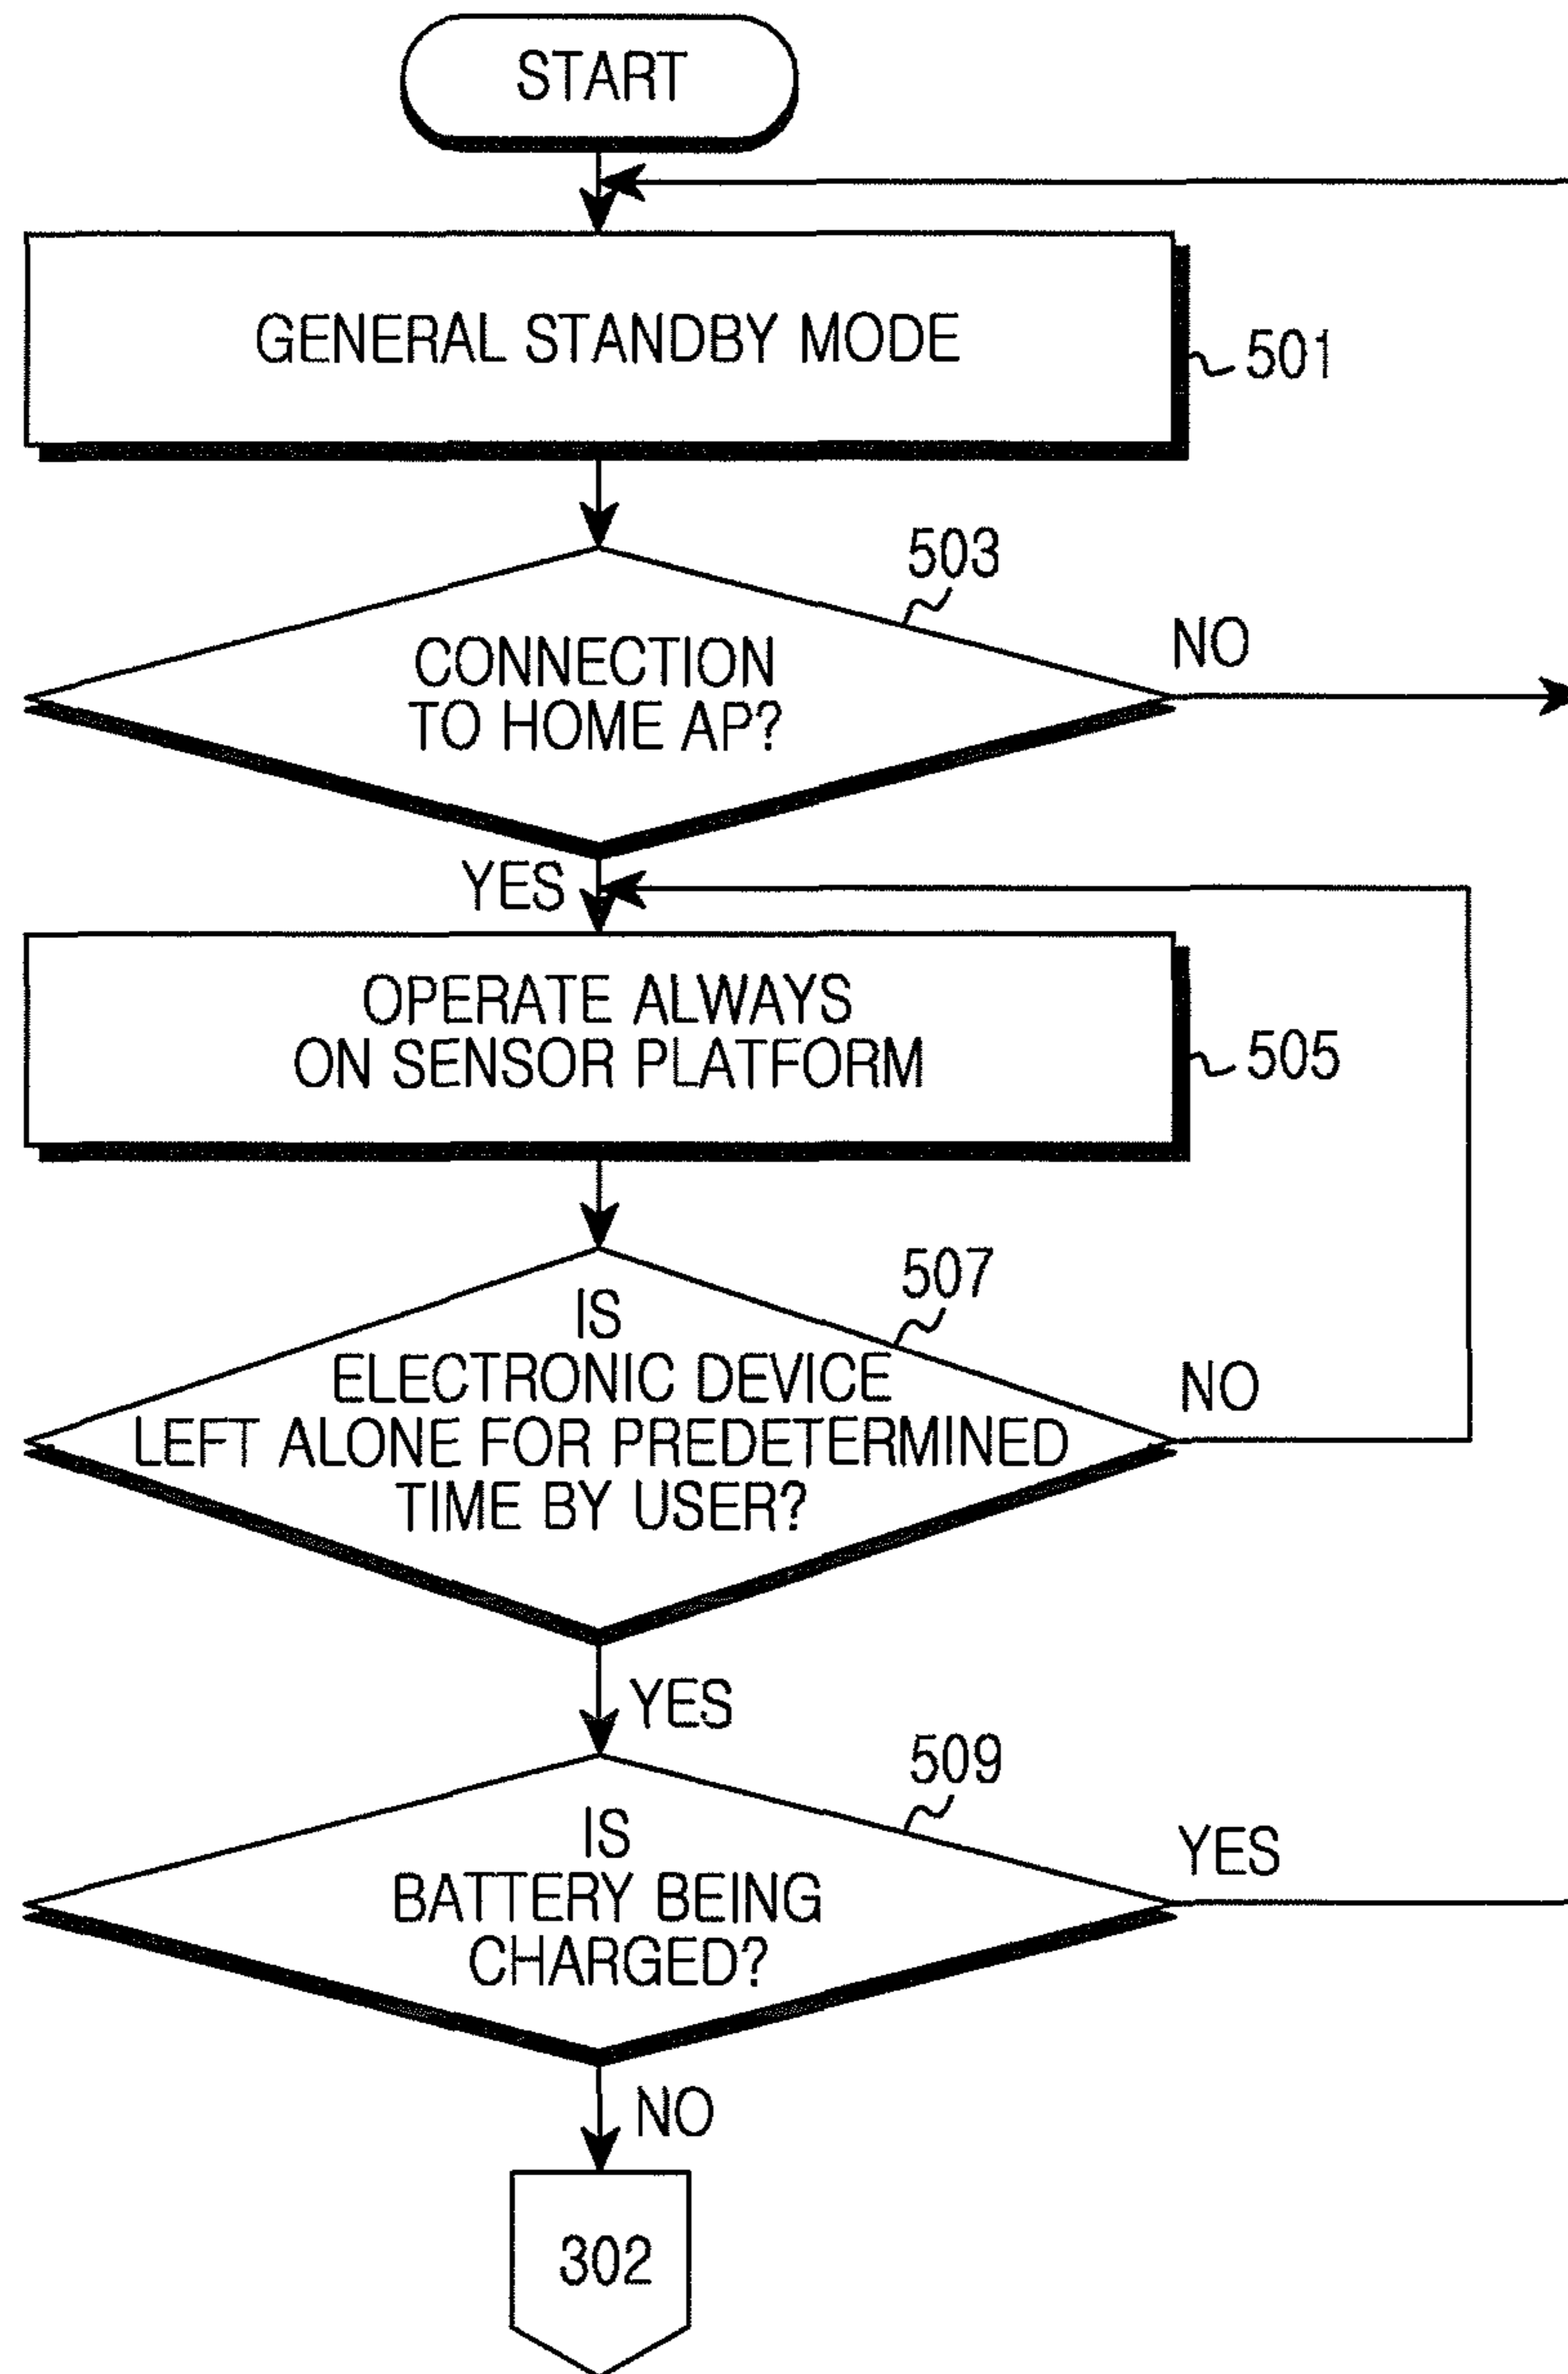 START
GENERAL STANDBY MODE
501
503
CONNECTION
TO HOME AP?
NO
YES
OPERATE ALWAYS
ON SENSOR PLATFORM
505
507
IS
ELECTRONIC DEVICE
LEFT ALONE FOR PREDETERMINED
TIME BY USER?
NO
YES
509
IS
BATTERY BEING
CHARGED?
YES
NO
302